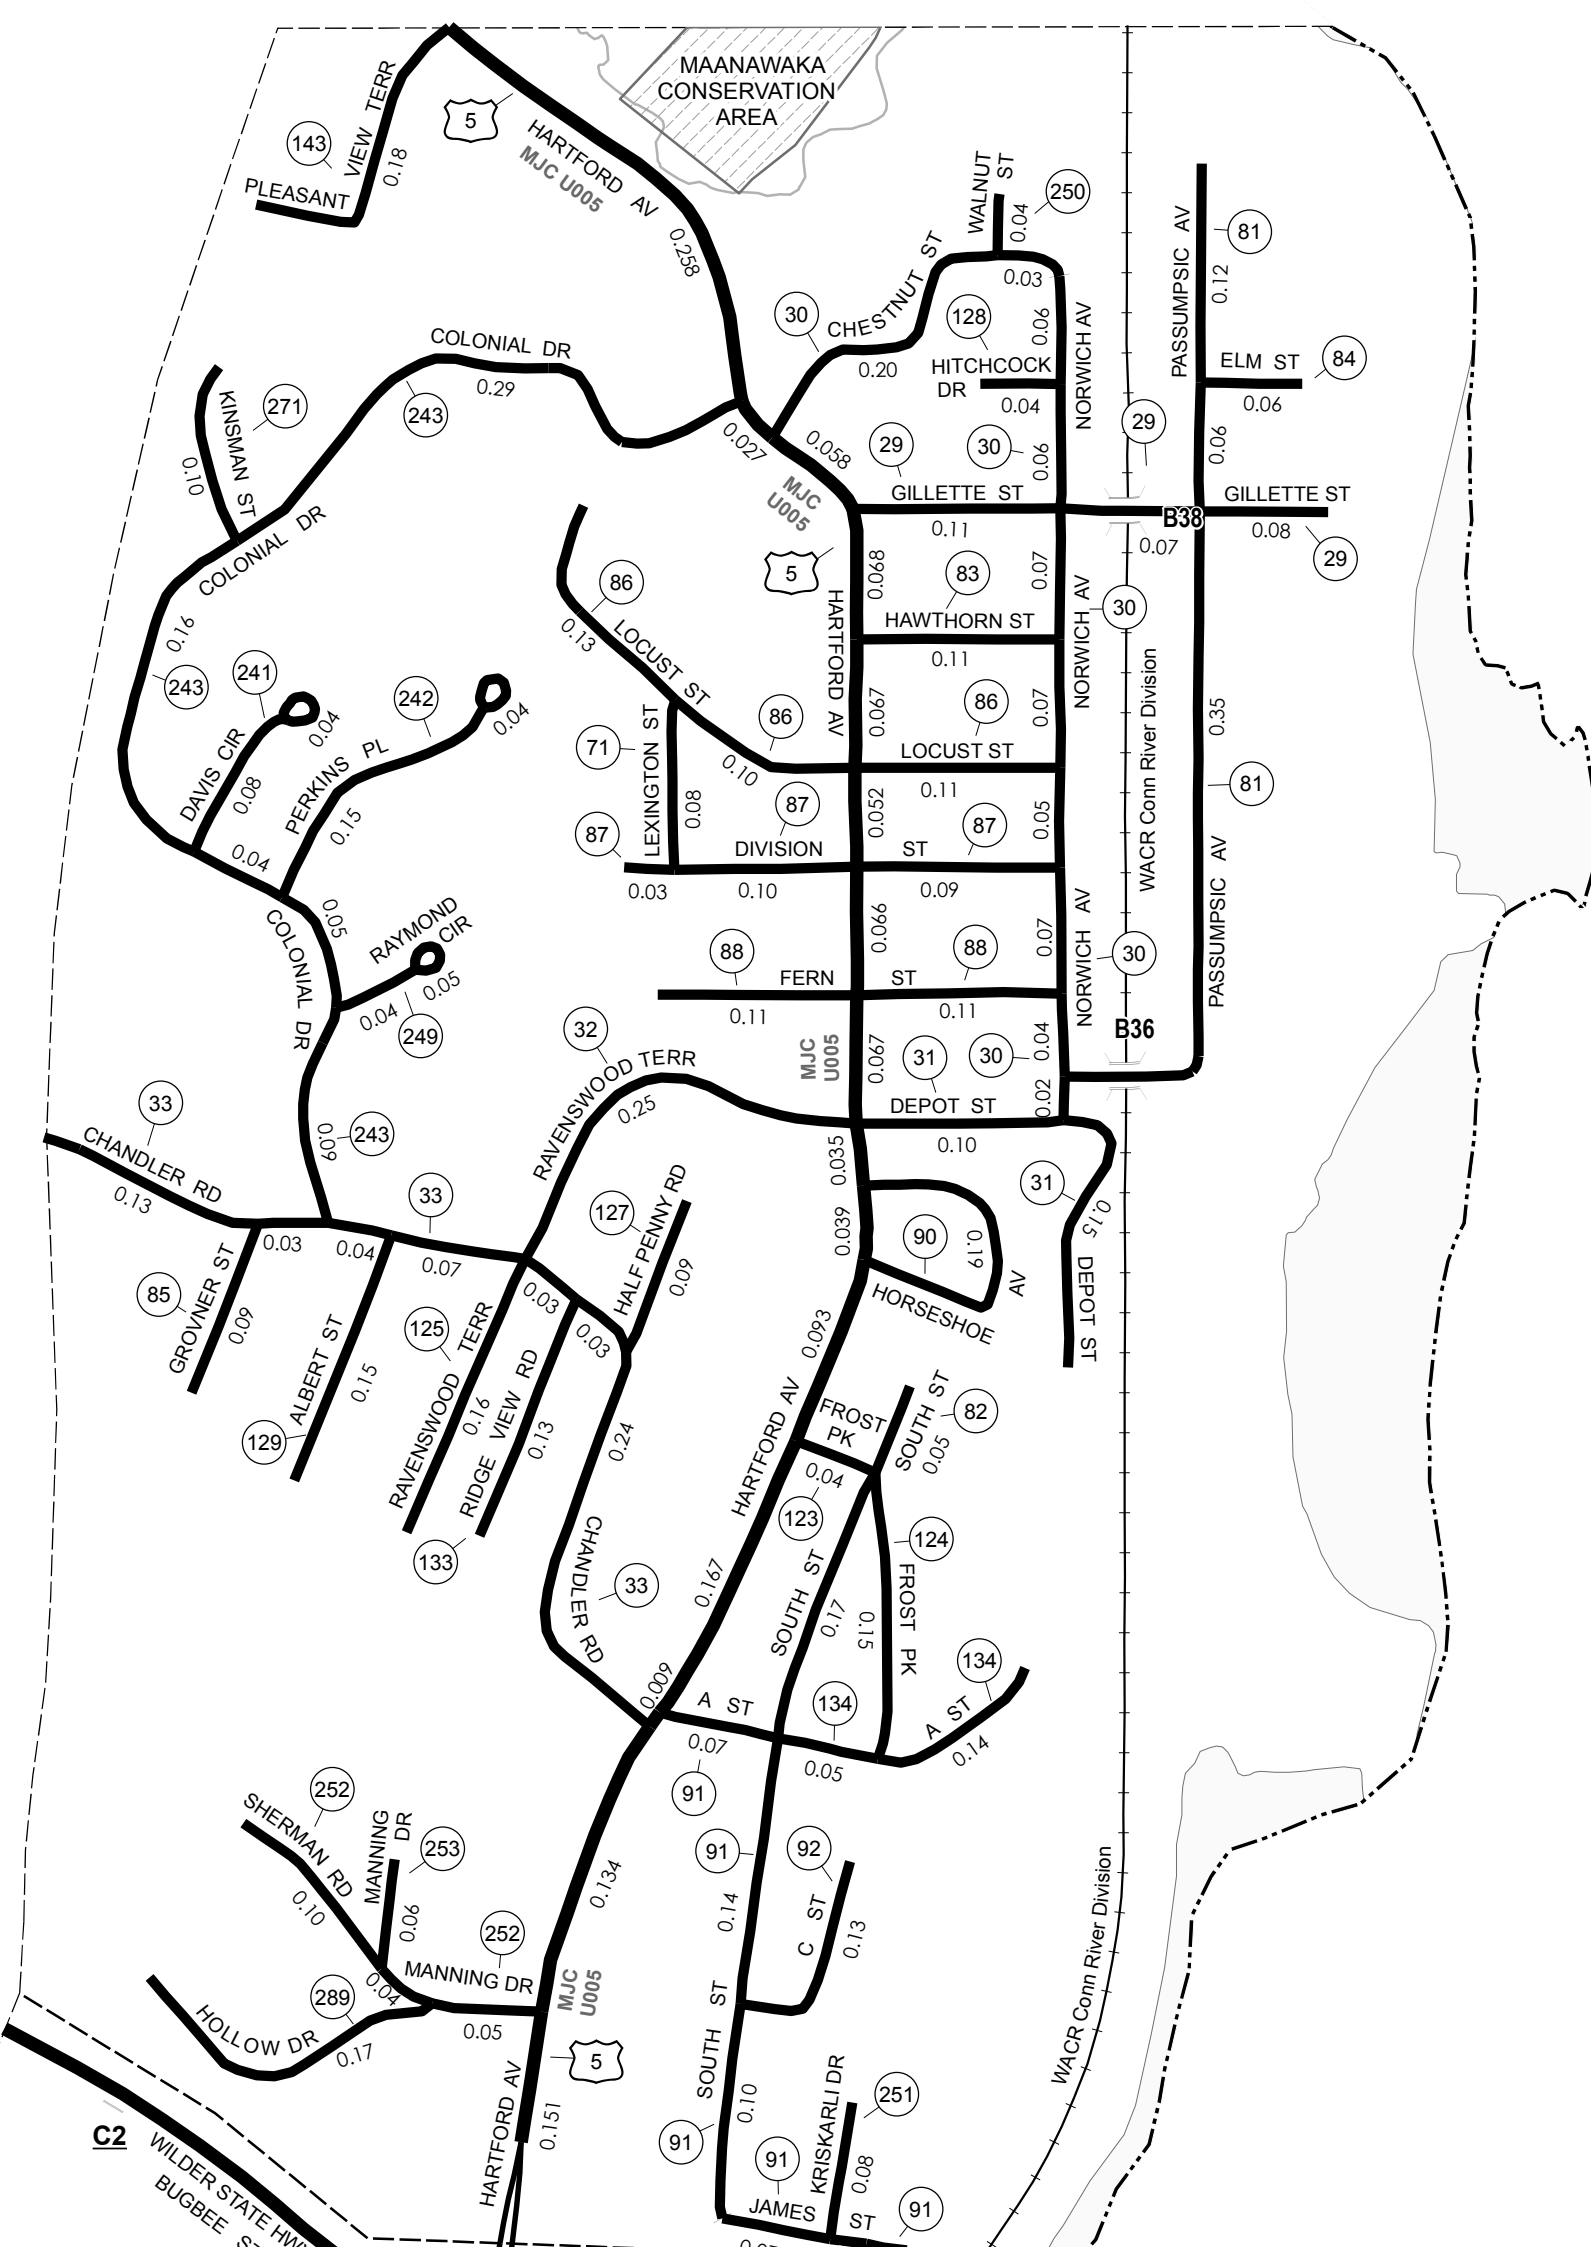 MAANAWAKA
CONSERVATION
AREA
143
VIEW TERR
0.18
PLEASANT
5
HARTFORD AV
MJC U005
0.258
WALNUT
ST
0.04
250
CHESTNUT ST
0.03
30
0.20
128
HITCHCOCK
DR
0.04
0.06
NORWICH AV
PASSUMPSIC AV
81
0.12
ELM ST
84
0.06
0.06
COLONIAL DR
0.29
243
271
KINSMAN ST
0.10
0.027
0.058
29
30
0.06
29
GILLETTE ST
0.11
B38
0.07
GILLETTE ST
0.08
29
MJC
U005
5
COLONIAL DR
0.16
243
86
0.13
LOCUST ST
HARTFORD AV
0.068
83
0.07
HAWTHORN ST
0.11
NORWICH AV
30
WACR Conn River Division
0.067
86
0.07
LOCUST ST
0.11
0.35
81
241
0.04
DAVIS CIR
0.08
242
0.04
PERKINS PL
0.15
0.04
71
LEXINGTON ST
0.08
86
0.10
87
87
0.03
DIVISION
0.10
0.052
87
0.05
ST
0.09
PASSUMPSIC AV
0.05
COLONIAL DR
RAYMOND
CIR
0.05
0.04
249
88
FERN
0.11
0.066
88
ST
0.11
0.07
NORWICH AV
30
B36
32
RAVENSWOOD TERR
0.25
MJC
U005
0.067
31
30
0.04
0.02
DEPOT ST
0.10
33
CHANDLER RD
0.13
0.09
243
33
0.03
0.04
0.07
127
HALF PENNY RD
0.09
0.035
0.039
90
0.19
HORSESHOE
AV
31
0.15
DEPOT ST
85
GROVNER ST
0.09
129
ALBERT ST
0.15
125
RAVENSWOOD TERR
0.16
0.03
0.03
RIDGE VIEW RD
0.13
133
0.24
CHANDLER RD
33
0.093
HARTFORD AV
FROST
PK
0.04
123
SOUTH ST
0.05
82
124
FROST PK
0.15
SOUTH ST
0.17
0.167
0.009
A ST
0.07
91
134
0.05
134
A ST
0.14
252
SHERMAN RD
0.10
MANNING
DR
253
0.06
252
MANNING DR
0.04
0.05
289
HOLLOW DR
0.17
0.134
MJC
U005
5
HARTFORD AV
0.151
91
0.14
92
C ST
0.13
SOUTH ST
0.10
91
KRISKARLI DR
251
0.08
91
JAMES ST
91
WACR Conn River Division
C2
WILDER STATE HWY
BUGBEE